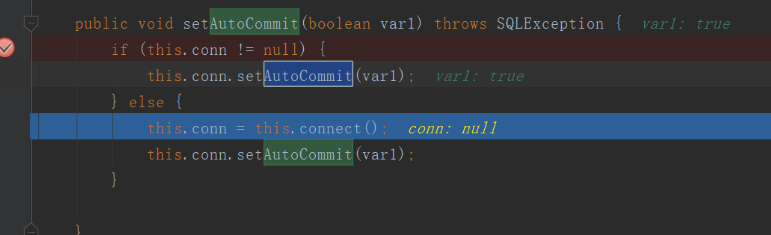 public void setAutoCommit(boolean var1) throws SQLException { var1: true
if (this.conn != null) {
this.conn.setAutoCommit(var1); var1: true
} else {
this.conn = this.connect(); conn: null
this.conn.setAutoCommit(var1);
}
}